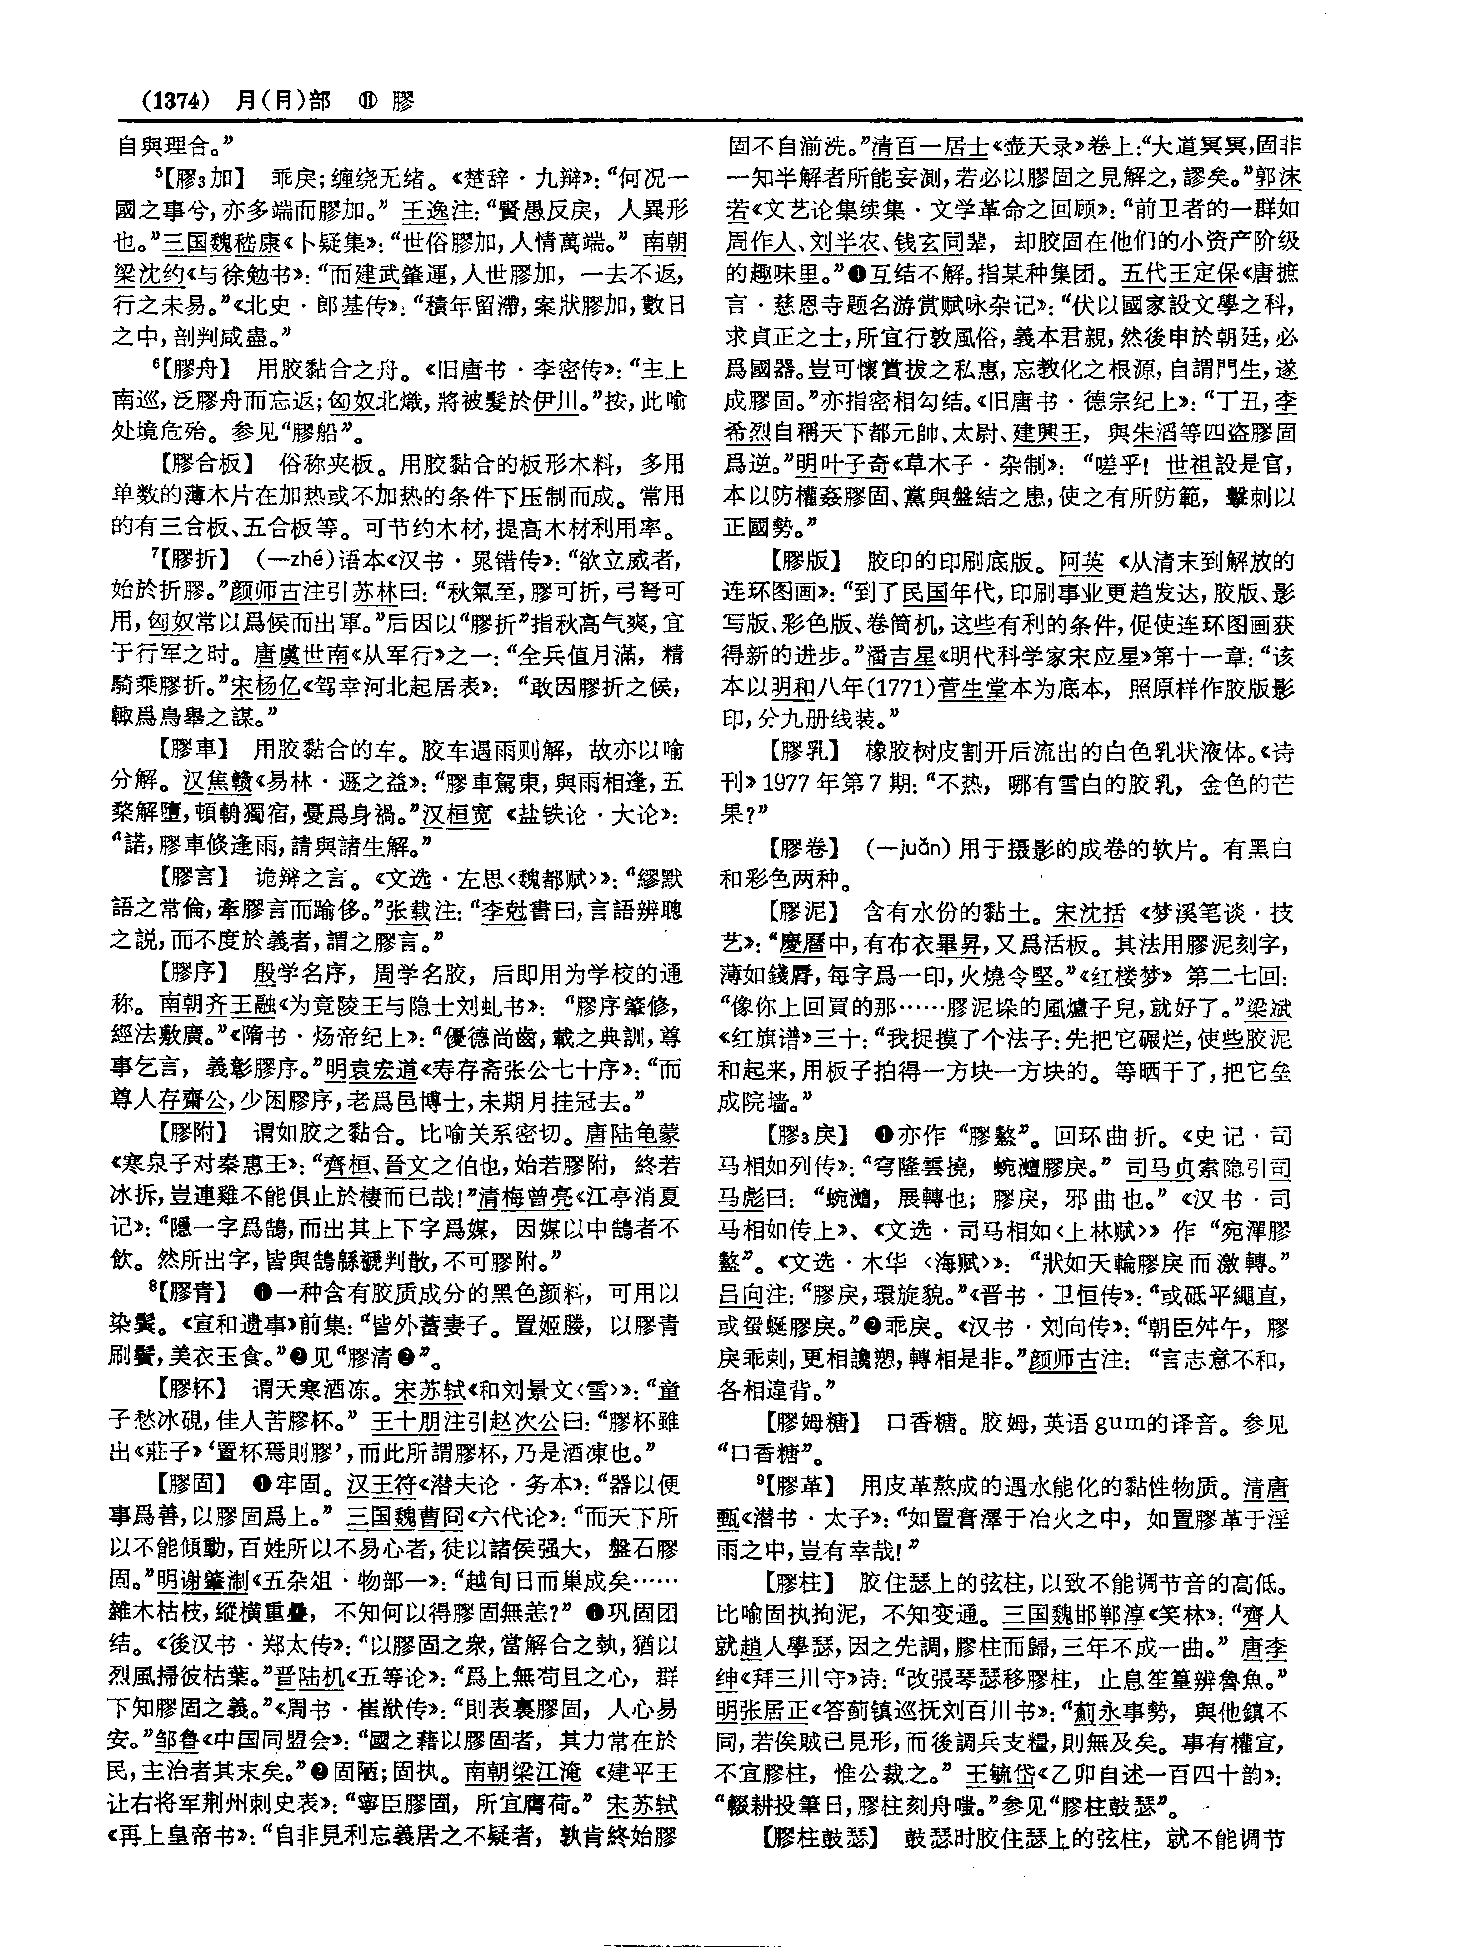 (1374) 月(月)部 ⑪ 膠
自與理合。”
⁵【膠₃加】 乖戾;缠绕无绪。《楚辞·九辩》:“何况一
國之事兮,亦多端而膠加。” 王逸注:“賢愚反戾,人異形
也。”三国魏嵇康《卜疑集》:“世俗膠加,人情萬端。” 南朝
梁沈约《与徐勉书》:“而建武肇運,人世膠加,一去不返,
行之未易。”《北史·郎基传》:“積年留滯,案狀膠加,數日
之中,剖判咸盡。”
⁶【膠舟】 用胶黏合之舟。《旧唐书·李密传》:“主上
南巡,泛膠舟而忘返;匈奴北熾,將被髮於伊川。”按,此喻
处境危殆。参见“膠船”。
【膠合板】 俗称夹板。用胶黏合的板形木料,多用
单数的薄木片在加热或不加热的条件下压制而成。常用
的有三合板、五合板等。可节约木材,提高木材利用率。
⁷【膠折】 (—zhé)语本《汉书·晁错传》:“欲立威者,
始於折膠。”颜师古注引苏林曰:“秋氣至,膠可折,弓弩可
用,匈奴常以爲候而出軍。”后因以“膠折”指秋高气爽,宜
于行军之时。唐虞世南《从军行》之一:“全兵值月滿,精
騎乘膠折。”宋杨亿《驾幸河北起居表》:“敢因膠折之候,
輙爲鳥舉之謀。”
【膠車】 用胶黏合的车。胶车遇雨则解,故亦以喻
分解。汉焦赣《易林·遯之益》:“膠車駕東,與雨相逢,五
楘解墮,頓輈獨宿,憂爲身禍。”汉桓宽《盐铁论·大论》:
“諾,膠車倐逢雨,請與諸生解。”
【膠言】 诡辩之言。《文选·左思〈魏都赋〉》:“繆默
語之常倫,牽膠言而踰侈。”张载注:“李尅書曰,言語辨聰
之説,而不度於義者,謂之膠言。”
【膠序】 殷学名序,周学名胶,后即用为学校的通
称。南朝齐王融《为竟陵王与隐士刘虬书》:“膠序肇修,
經法敷廣。”《隋书·炀帝纪上》:“優德尚齒,載之典訓,尊
事乞言,義彰膠序。”明袁宏道《寿存斋张公七十序》:“而
尊人存齋公,少困膠序,老爲邑博士,未期月挂冠去。”
【膠附】 谓如胶之黏合。比喻关系密切。唐陆龟蒙
《寒泉子对秦惠王》:“齊桓、晉文之伯也,始若膠附,終若
冰拆,豈連雞不能俱止於棲而已哉!”清梅曾亮《江亭消夏
记》:“隱一字爲鵠,而出其上下字爲媒,因媒以中鵠者不
飲。然所出字,皆與鵠緜褫判散,不可膠附。”
⁸【膠青】 ❶一种含有胶质成分的黑色颜料,可用以
染鬓。《宣和遗事》前集:“皆外蓄妻子。置姬媵,以膠青
刷鬢,美衣玉食。”❷见“膠清❷”。
【膠杯】 谓天寒酒冻。宋苏轼《和刘景文〈雪〉》:“童
子愁冰硯,佳人苦膠杯。” 王十朋注引赵次公曰:“膠杯雖
出《莊子》‘置杯焉則膠’,而此所謂膠杯,乃是酒凍也。”
【膠固】 ❶牢固。汉王符《潜夫论·务本》:“器以便
事爲善,以膠固爲上。” 三国魏曹冏《六代论》:“而天下所
以不能傾動,百姓所以不易心者,徒以諸侯强大,盤石膠
固。”明谢肇淛《五杂俎·物部一》:“越旬日而巢成矣……
雜木枯枝,縱横重疊,不知何以得膠固無恙?” ❶巩固团
结。《後汉书·郑太传》:“以膠固之衆,當解合之執,猶以
烈風掃彼枯葉。”晋陆机《五等论》:“爲上無苟且之心,群
下知膠固之義。”《周书·崔猷传》:“則表裏膠固,人心易
安。”邹鲁《中国同盟会》:“國之藉以膠固者,其力常在於
民,主治者其末矣。”❷固陋;固执。南朝梁江淹《建平王
让右将军荆州刺史表》:“寧臣膠固,所宜膺荷。” 宋苏轼
《再上皇帝书》:“自非見利忘義居之不疑者,孰肯終始膠
固不自湔洗。”清百一居士《壶天录》卷上:“大道冥冥,固非
一知半解者所能妄測,若必以膠固之見解之,謬矣。”郭沫
若《文艺论集续集·文学革命之回顾》:“前卫者的一群如
周作人、刘半农、钱玄同辈,却胶固在他们的小资产阶级
的趣味里。”❶互结不解。指某种集团。五代王定保《唐摭
言·慈恩寺题名游赏赋咏杂记》:“伏以國家設文學之科,
求貞正之士,所宜行敦風俗,義本君親,然後申於朝廷,必
爲國器。豈可懷賞拔之私惠,忘教化之根源,自謂門生,遂
成膠固。”亦指密相勾结。《旧唐书·德宗纪上》:“丁丑,李
希烈自稱天下都元帥、太尉、建興王,與朱滔等四盜膠固
爲逆。”明叶子奇《草木子·杂制》:“嗟乎!世祖設是官,
本以防權姦膠固、黨與盤結之患,使之有所防範,擊刺以
正國勢。”
【膠版】 胶印的印刷底版。阿英《从清末到解放的
连环图画》:“到了民国年代,印刷事业更趋发达,胶版、影
写版、彩色版、卷筒机,这些有利的条件,促使连环图画获
得新的进步。”潘吉星《明代科学家宋应星》第十一章:“该
本以明和八年(1771)菅生堂本为底本,照原样作胶版影
印,分九册线装。”
【膠乳】 橡胶树皮割开后流出的白色乳状液体。《诗
刊》1977年第7期:“不热,哪有雪白的胶乳,金色的芒
果?”
【膠卷】 (—juǎn)用于摄影的成卷的软片。有黑白
和彩色两种。
【膠泥】 含有水份的黏土。宋沈括《梦溪笔谈·技
艺》:“慶曆中,有布衣畢昇,又爲活板。其法用膠泥刻字,
薄如錢脣,每字爲一印,火燒令堅。”《红楼梦》第二七回:
“像你上回買的那……膠泥垛的風爐子兒,就好了。”梁斌
《红旗谱》三十:“我捉摸了个法子:先把它碾烂,使些胶泥
和起来,用板子拍得一方块一方块的。等晒干了,把它垒
成院墙。”
【膠₃戾】 ❶亦作“膠盭”。回环曲折。《史记·司
马相如列传》:“穹隆雲撓,蜿灗膠戾。” 司马贞索隐引司
马彪曰:“蜿灗,展轉也;膠戾,邪曲也。”《汉书·司
马相如传上》、《文选·司马相如〈上林赋〉》作“宛潬膠
盭”。《文选·木华〈海赋〉》:“狀如天輪膠戾而激轉。”
吕向注:“膠戾,環旋貌。”《晋书·卫恒传》:“或砥平繩直,
或蜿蜒膠戾。”❷乖戾。《汉书·刘向传》:“朝臣舛午,膠
戾乖剌,更相讒愬,轉相是非。”颜师古注:“言志意不和,
各相違背。”
【膠姆糖】 口香糖。胶姆,英语gum的译音。参见
“口香糖”。
⁹【膠革】 用皮革熬成的遇水能化的黏性物质。清唐
甄《潜书·太子》:“如置膏澤于冶火之中,如置膠革于淫
雨之中,豈有幸哉!”
【膠柱】 胶住瑟上的弦柱,以致不能调节音的高低。
比喻固执拘泥,不知变通。三国魏邯郸淳《笑林》:“齊人
就趙人學瑟,因之先調,膠柱而歸,三年不成一曲。” 唐李
绅《拜三川守》诗:“改張琴瑟移膠柱,止息笙篁辨魯魚。”
明张居正《答蓟镇巡抚刘百川书》:“薊永事勢,與他鎮不
同,若俟賊已見形,而後調兵支糧,則無及矣。事有權宜,
不宜膠柱,惟公裁之。” 王毓岱《乙卯自述一百四十韵》:
“輟耕投筆日,膠柱刻舟嗤。”参见“膠柱鼓瑟”。
【膠柱鼓瑟】 鼓瑟时胶住瑟上的弦柱,就不能调节